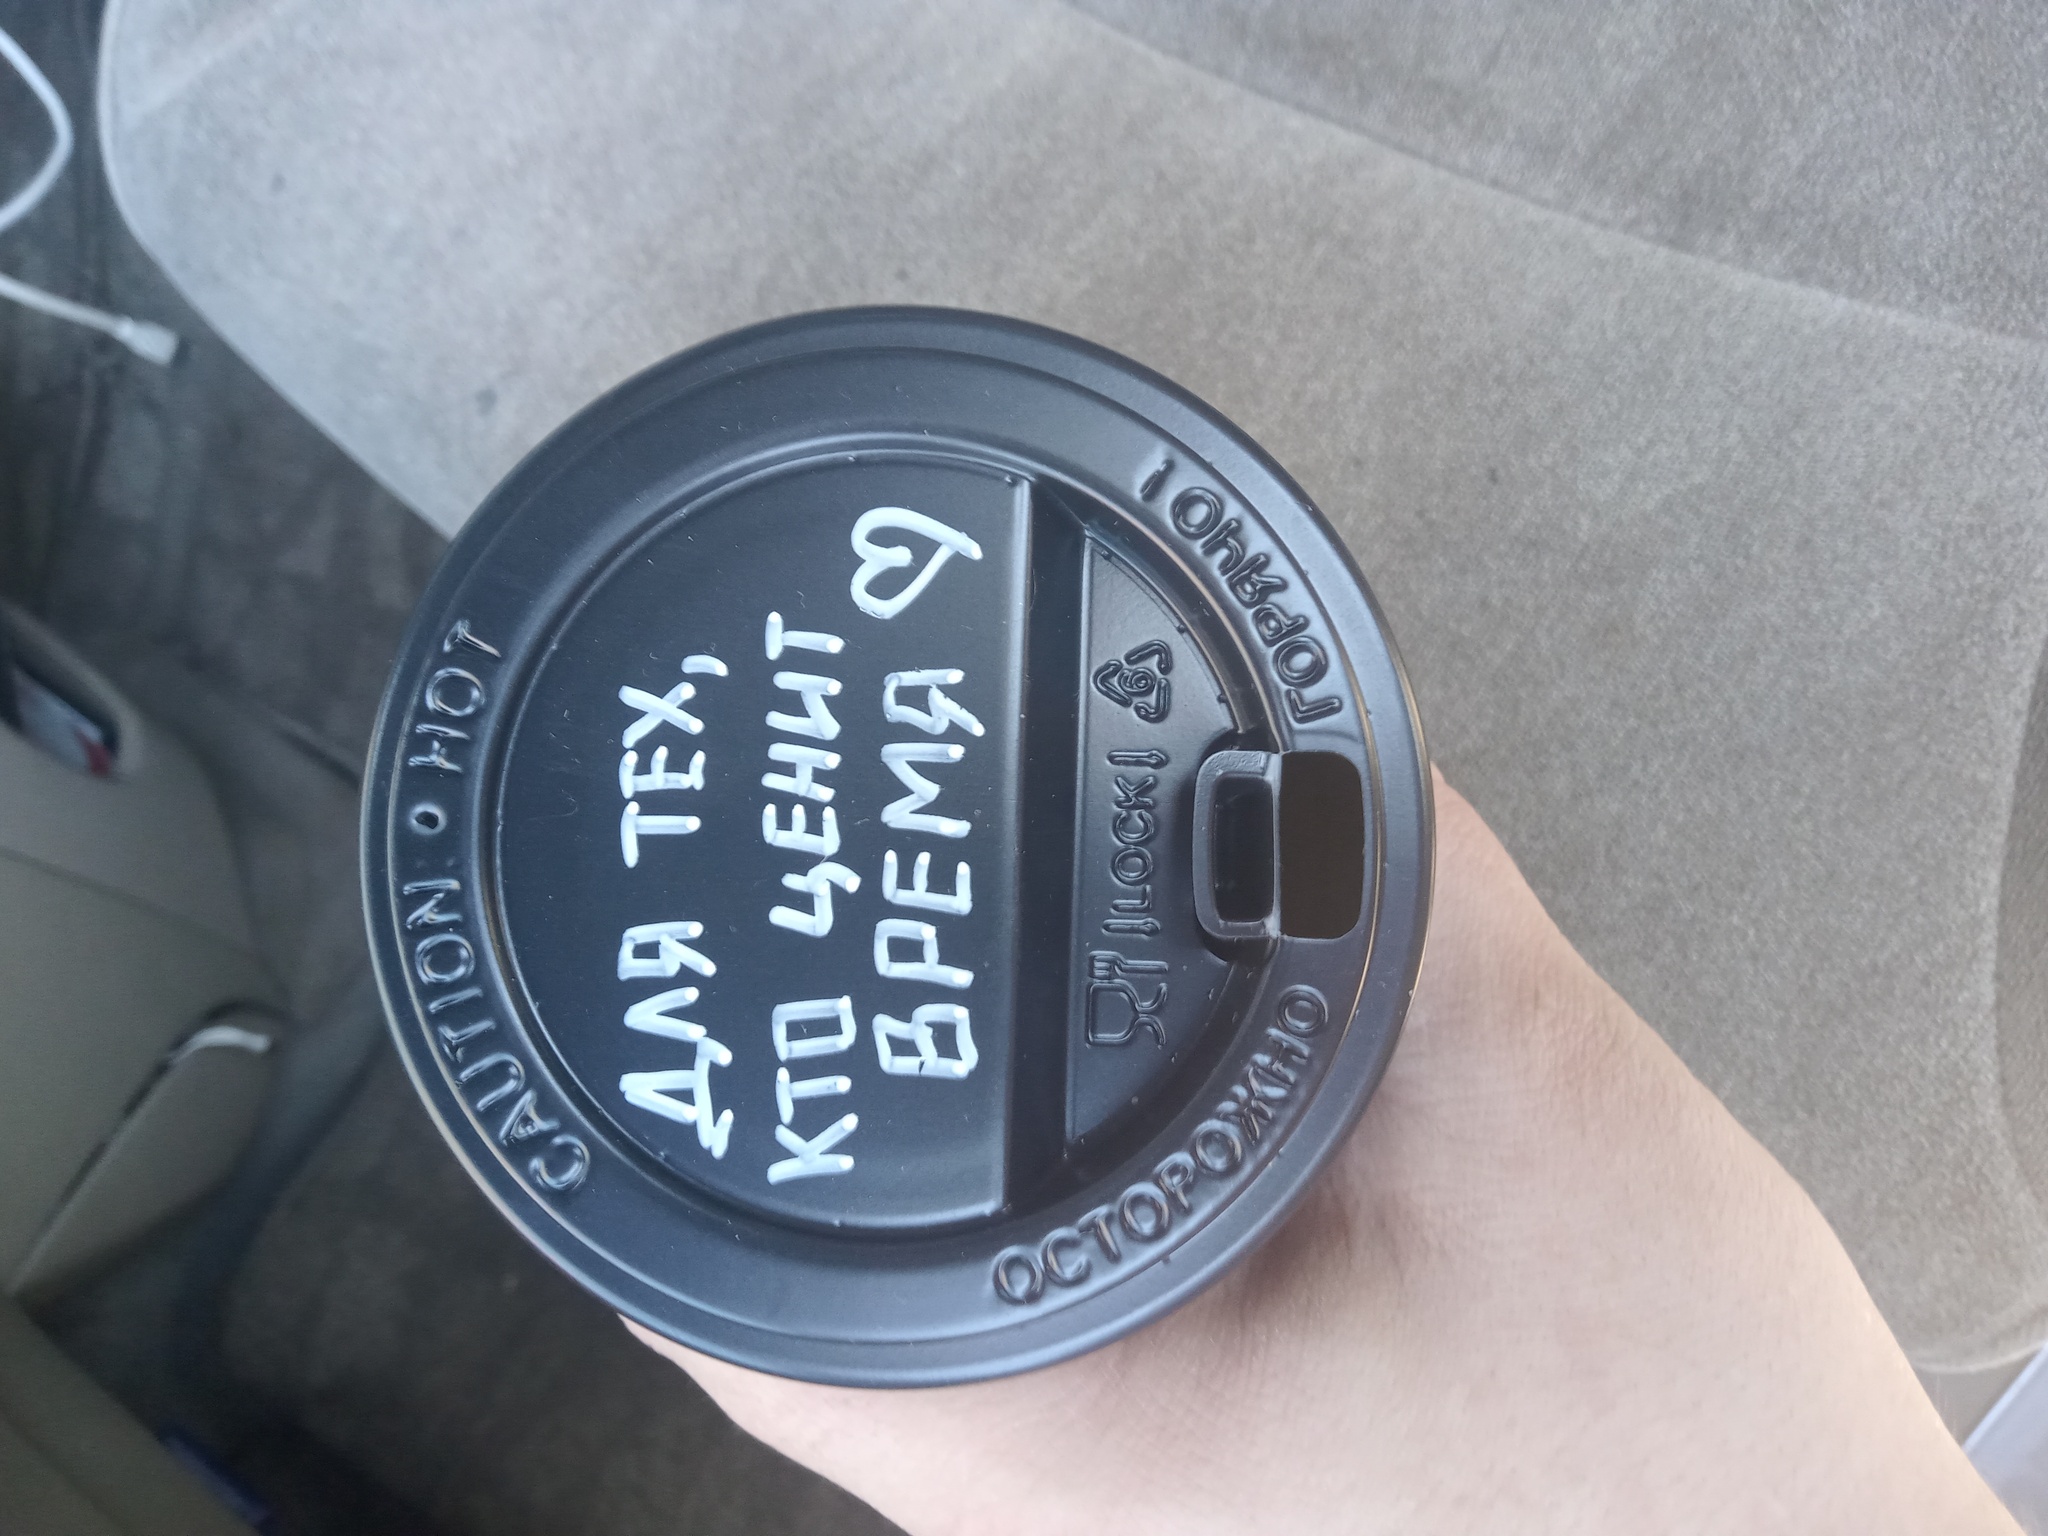 ДЛЯ ТЕХ,
КТО ЦЕНИТ
ВРЕМЯ ♡
CAUTION • HOT
LOCK
ОСТОРОЖНО
ГОРЯЧО!